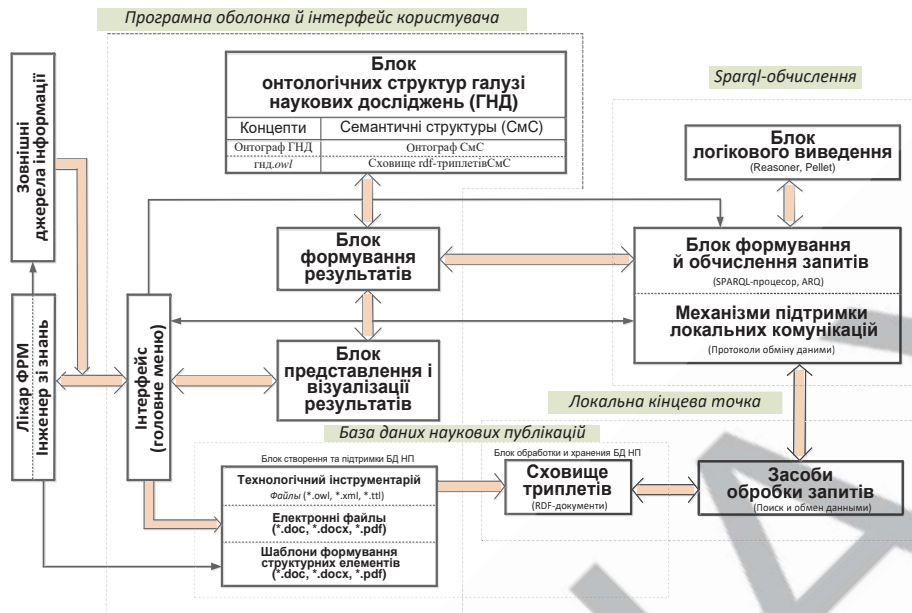 Програмна оболонка й інтерфейс користувача
Зовнішні
джерела інформації
Лікар ФРМ
Інженер зі знань
Інтерфейс
(головне меню)
Блок
онтологічних структур галузі
наукових досліджень (ГНД)
Концепти
Семантичні структуры (СмС)
Онтограф ГНД
Онтограф СмС
гнд.owl
Сховище rdf-триплетівСмС
Блок
формування
результатів
Блок
представлення і
візуалізації
результатів
Sparql-обчислення
Блок
логікового виведення
(Reasoner, Pellet)
Блок формування
й обчислення запитів
(SPARQL-процесор, ARQ)
Механізми підтримки
локальних комунікацій
(Протоколи обміну даними)
Локальна кінцева точка
База даних наукових публікацій
Блок створення та підтримки БД НП
Технологічний інструментарій
Файлы (*.owl, *.xml, *.ttl)
Електронні файлы
(*.doc, *.docx, *.pdf)
Шаблони формування
структурних елементів
(*.doc, *.docx, *.pdf)
Блок обработки и хранения БД НП
Сховище
триплетів
(RDF-документи)
Засоби
обробки запитів
(Поиск и обмен данными)